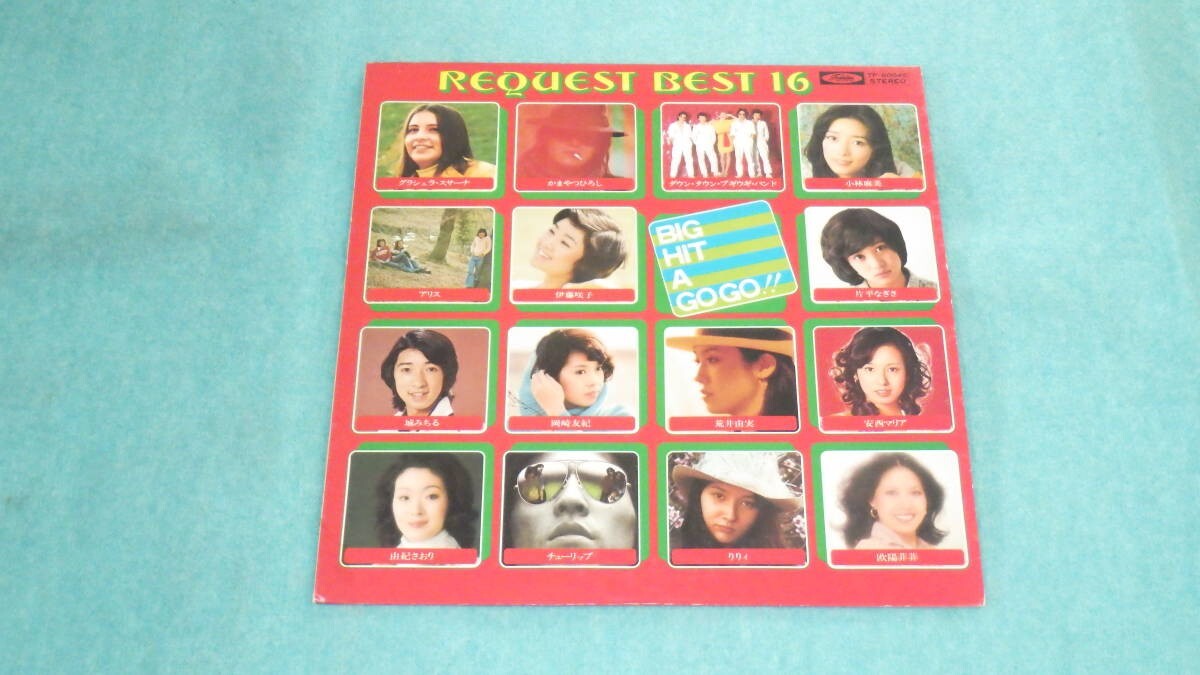 REQUEST BEST 16
STEREO
グラシェラ・スサーナ
かまやつひろし
ダウン・タウン・ブギウギ・バンド
小林麻美
アリス
伊藤咲子
BIG
HIT
A
GO GO!!
片平なぎさ
城みちる
岡崎友紀
荒井由実
安西マリア
由紀さおり
チューリップ
りりィ
欧陽菲菲